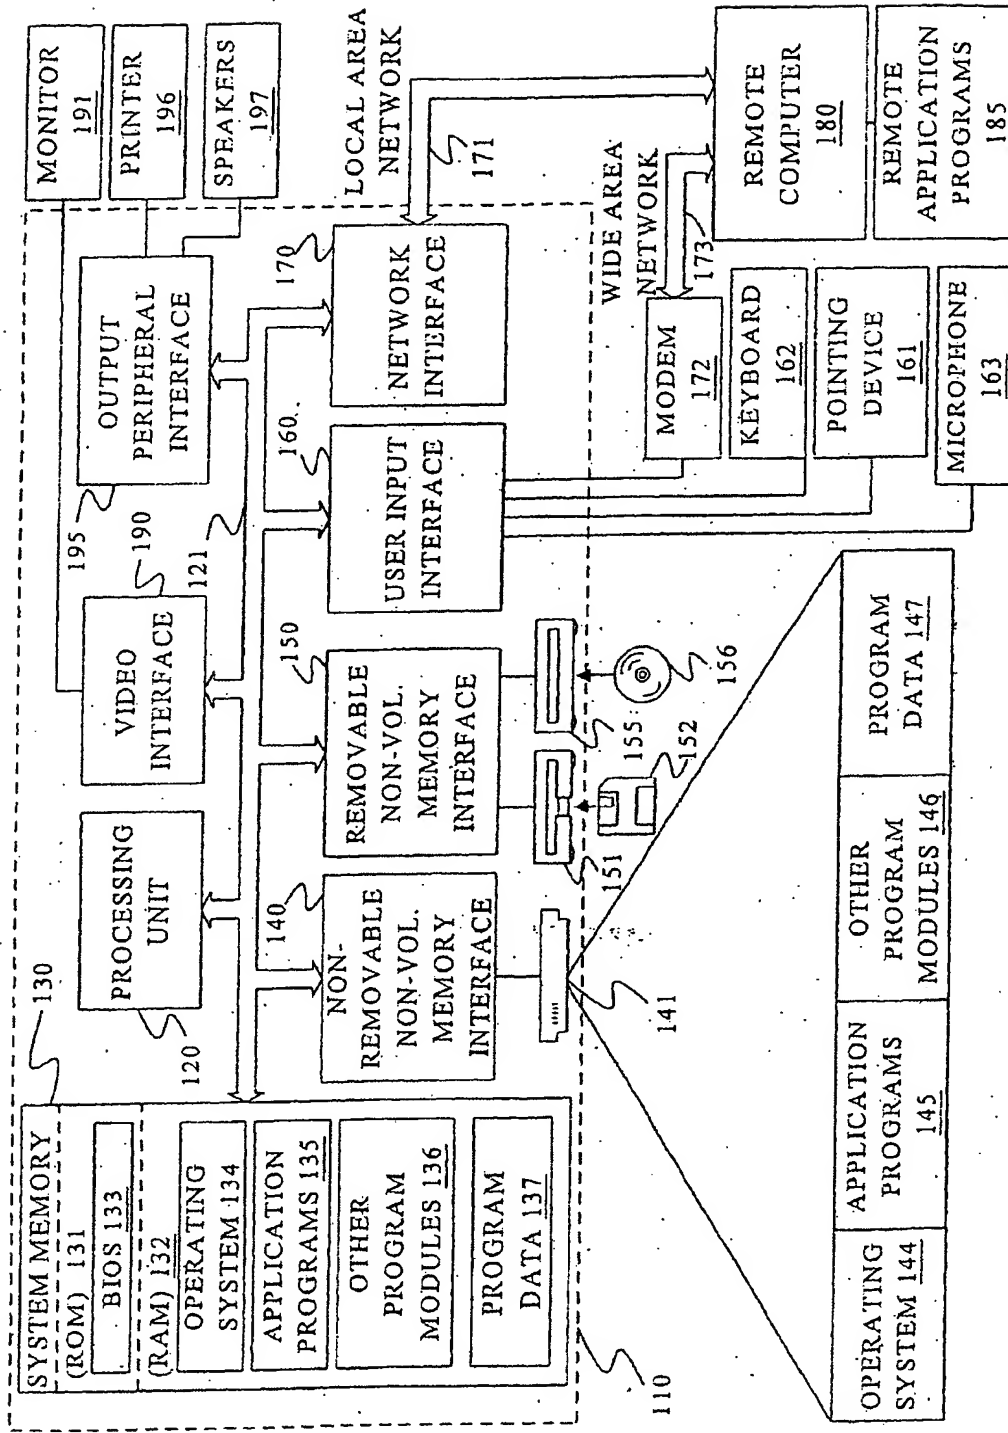 SYSTEM MEMORY
(ROM) 131
BIOS 133
(RAM) 132
OPERATING
SYSTEM 134
APPLICATION
PROGRAMS 135
OTHER
PROGRAM
MODULES 136
PROGRAM
DATA 137
130
PROCESSING
UNIT
120
VIDEO
INTERFACE
190
121
OUTPUT
PERIPHERAL
INTERFACE
195
MONITOR
191
PRINTER
196
SPEAKERS
197
NON-
REMOVABLE
NON-VOL.
MEMORY
INTERFACE
140
REMOVABLE
NON-VOL.
MEMORY
INTERFACE
150
USER INPUT
INTERFACE
160
NETWORK
INTERFACE
170
LOCAL AREA
NETWORK
171
WIDE AREA
NETWORK
173
MODEM
172
KEYBOARD
162
POINTING
DEVICE
161
MICROPHONE
163
REMOTE
COMPUTER
180
REMOTE
APPLICATION
PROGRAMS
185
110
141
151
152
155
156
OPERATING
SYSTEM 144
APPLICATION
PROGRAMS
145
OTHER
PROGRAM
MODULES 146
PROGRAM
DATA 147